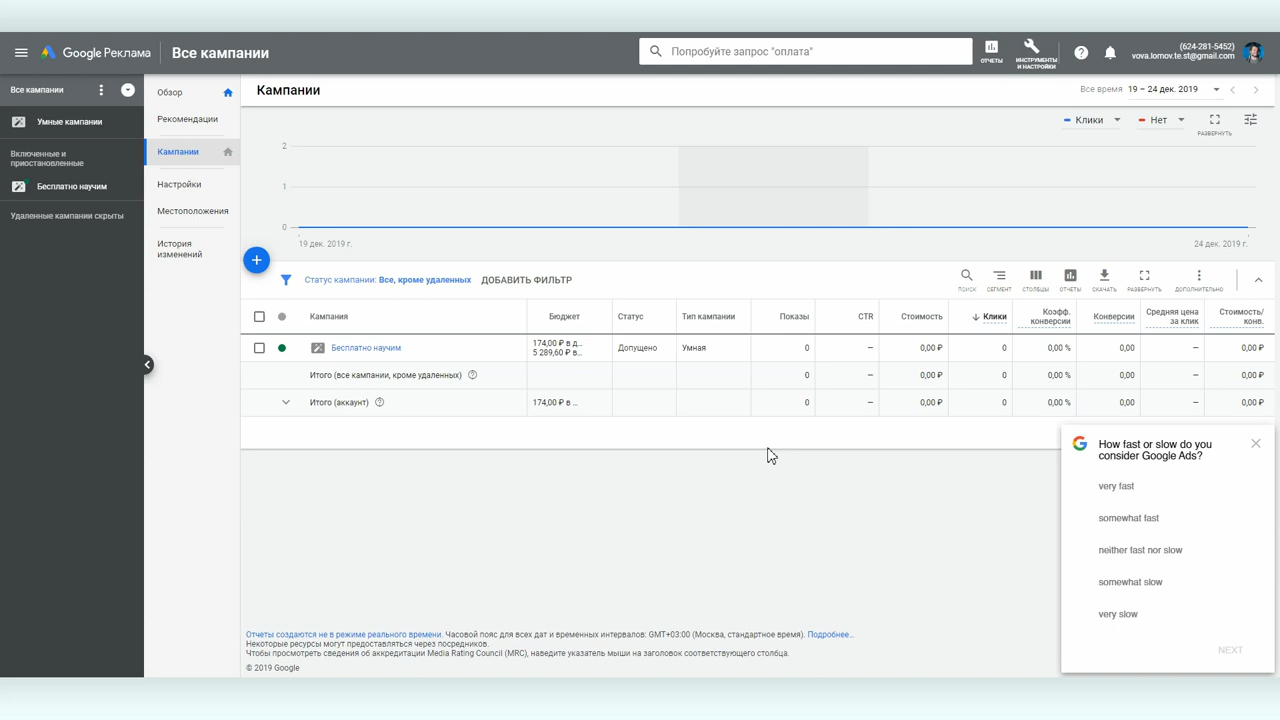 Google Реклама
Все кампании
Попробуйте запрос "оплата"
ОТЧЕТЫ
ИНСТРУМЕНТЫ
И НАСТРОЙКИ
(624-281-5452)
vova.lomov.te.st@gmail.com
Все кампании
Умные кампании
Включенные и
приостановленные
Бесплатно научим
Удаленные кампании скрыты
Обзор
Рекомендации
Кампании
Настройки
Местоположения
История
изменений
Кампании
Все время 19 – 24 дек. 2019
Клики
Нет
РАЗВЕРНУТЬ
2
1
0
19 дек. 2019 г.
24 дек. 2019 г.
Статус кампании: Все, кроме удаленных
ДОБАВИТЬ ФИЛЬТР
ПОИСК
СЕГМЕНТ
СТОЛБЦЫ
ОТЧЕТЫ
СКАЧАТЬ
РАЗВЕРНУТЬ
ДОПОЛНИТЕЛЬНО
Кампания Бюджет Статус Тип кампании Показы CTR Стоимость Клики Коэфф. конверсии Конверсии Средняя цена за клик Стоимость/ конв.
Бесплатно научим 174,00 ₽ в д... 5 289,60 ₽ в... Допущено Умная 0 – 0,00 ₽ 0 0,00 % 0,00 – 0,00 ₽
Итого (все кампании, кроме удаленных) 0 – 0,00 ₽ 0 0,00 % 0,00 – 0,00 ₽
Итого (аккаунт) 174,00 ₽ в ... 0 – 0,00 ₽ 0 0,00 % 0,00 – 0,00 ₽
How fast or slow do you
consider Google Ads?
very fast
somewhat fast
neither fast nor slow
somewhat slow
very slow
NEXT
Отчеты создаются не в режиме реального времени. Часовой пояс для всех дат и временных интервалов: GMT+03:00 (Москва, стандартное время). Подробнее…
Некоторые ресурсы могут предоставляться через посредников.
Чтобы просмотреть сведения об аккредитации Media Rating Council (MRC), наведите указатель мыши на заголовок соответствующего столбца.
© 2019 Google